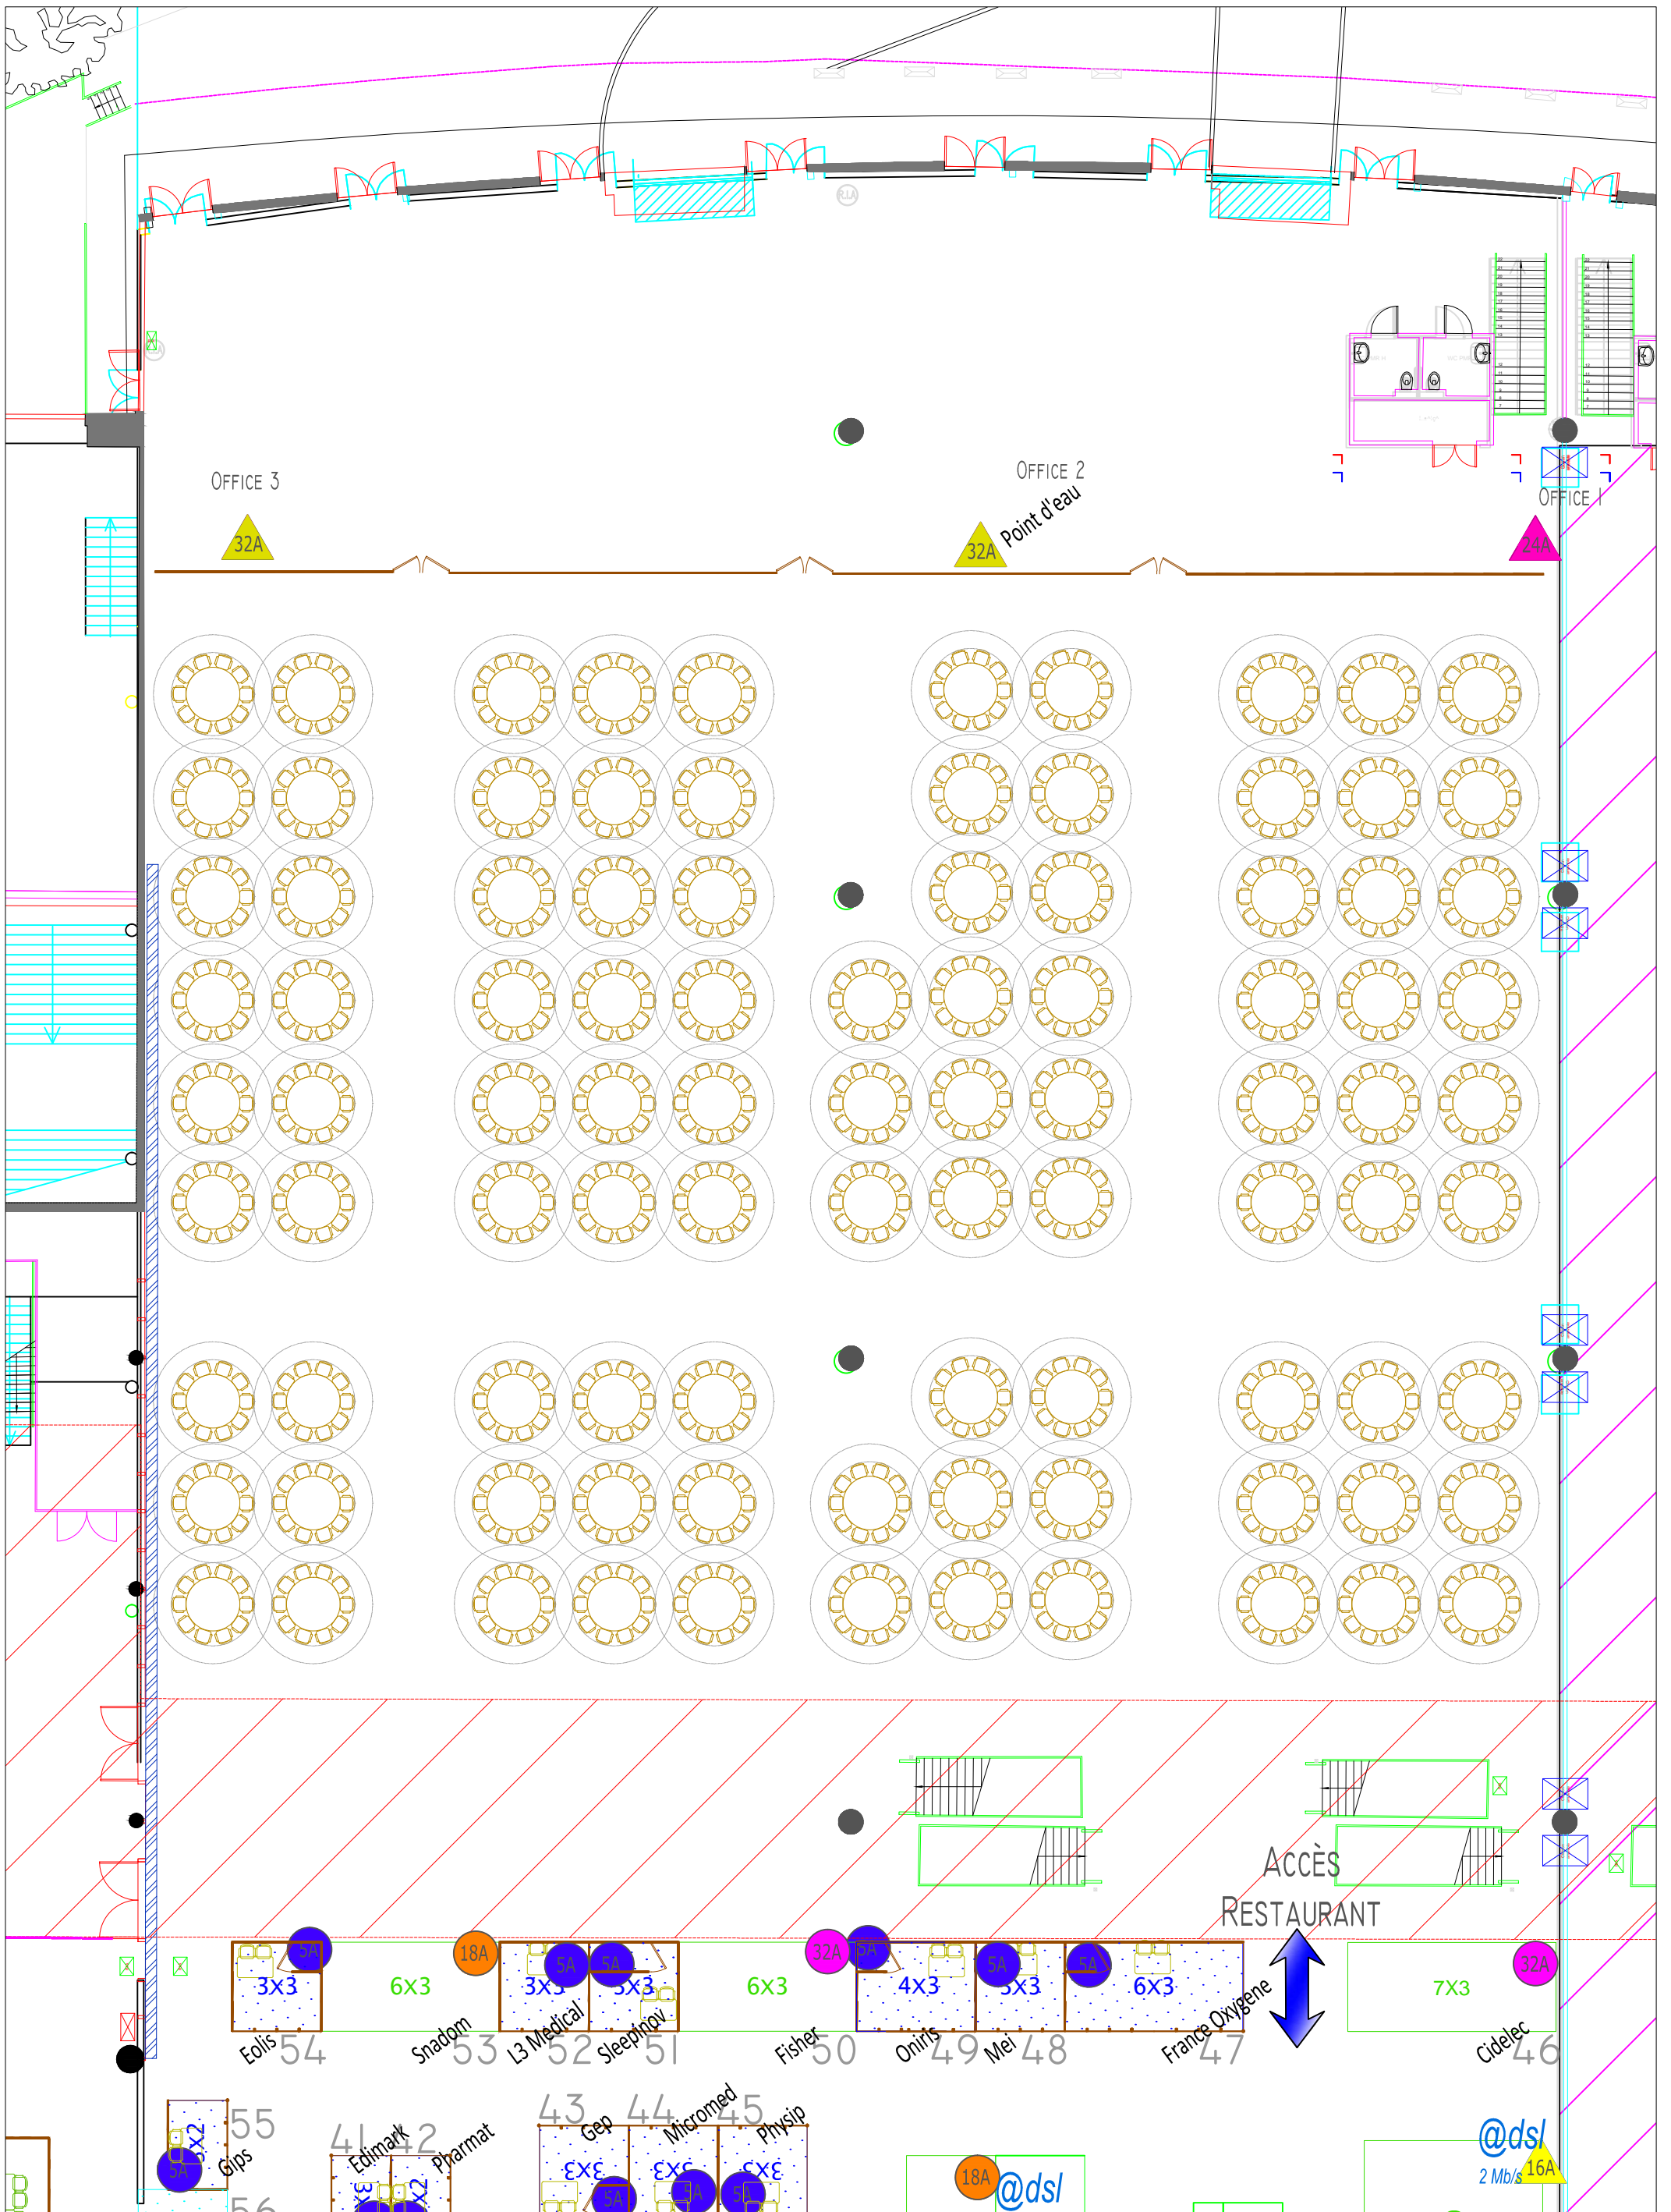 R.I.A
OFFICE 3
OFFICE 2
Point d'eau
OFFICE 1
32A
32A
24A
ACCÈS
RESTAURANT
5A
18A
5A
5A
32A
5A
5A
5A
32A
3X3
6X3
3X3
3X3
6X3
4X3
3X3
6X3
7X3
Eolis
54
Snadom
53
L3 Medical
52
Sleepinov
51
Fisher
50
Oniris
49
Mei
48
France Oxygene
47
Cidelec
46
55
3X2
5A
Gips
56
41
Edimark
42
Pharmat
43
Gep
44
Micromed
45
Physip
3X3
3X3
3X3
5A
5A
5A
18A
@dsl
@dsl
2 Mb/s
16A